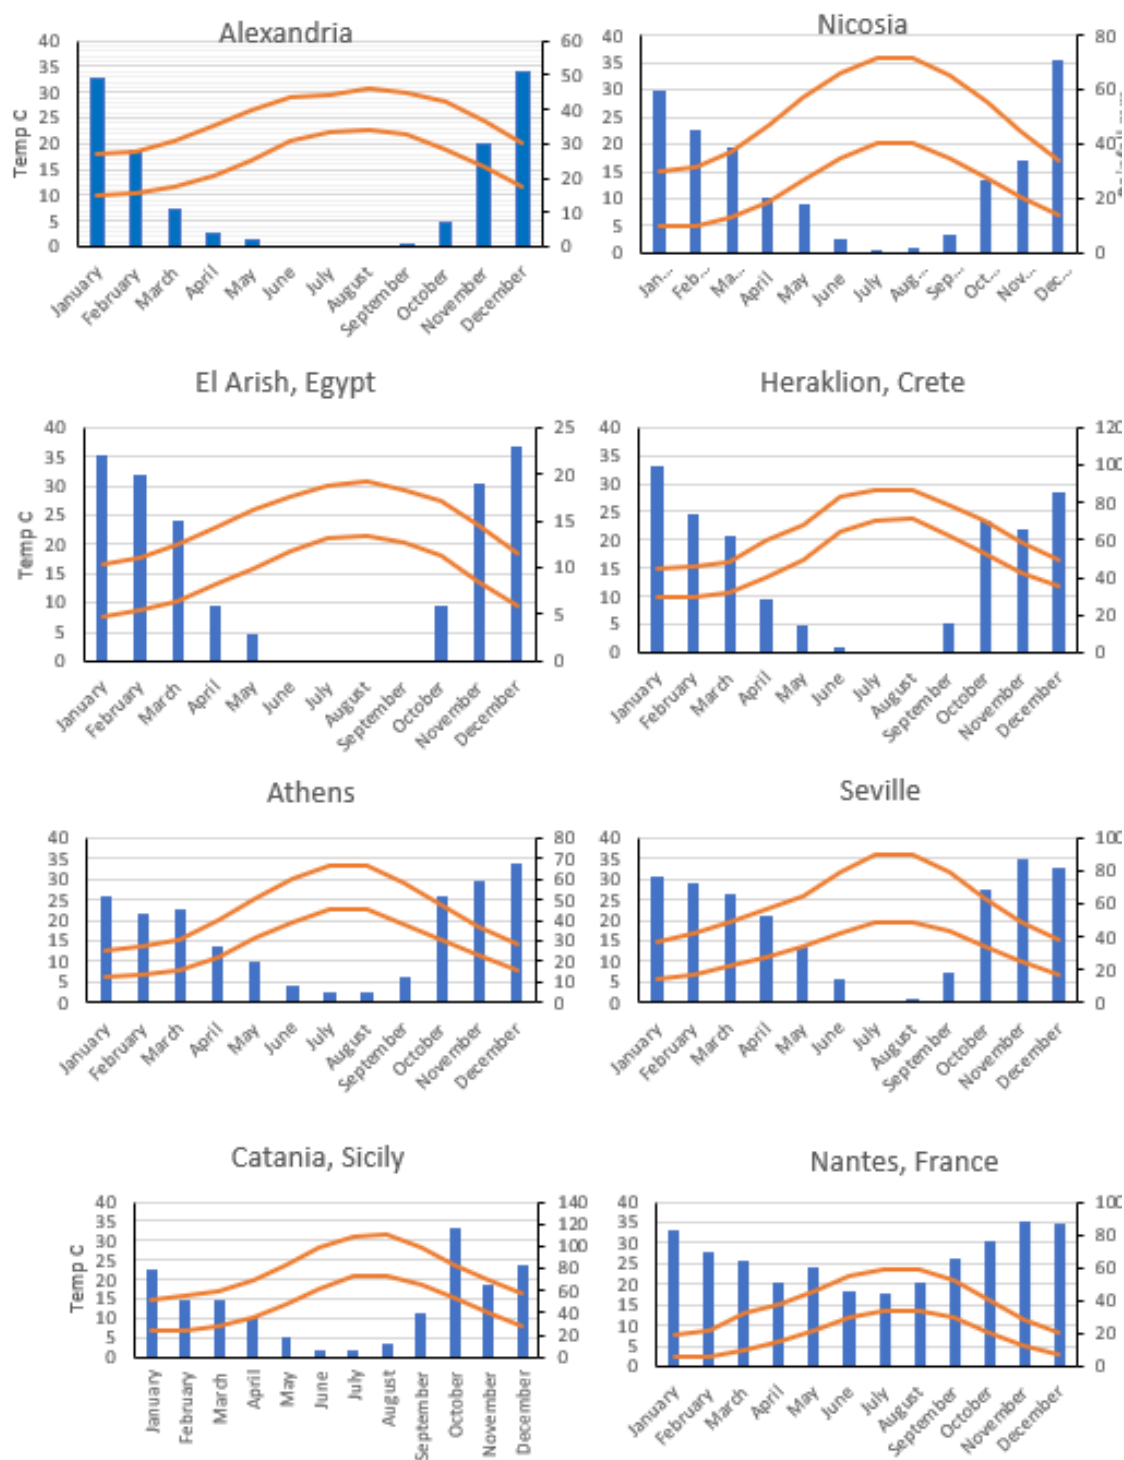 Alexandria
Temp C
40
35
30
25
20
15
10
5
0
60
50
40
30
20
10
0
January
February
March
April
May
June
July
August
September
October
November
December
Nicosia
40
35
30
25
20
15
10
5
0
80
60
40
20
0
Jan...
Feb...
Ma...
April
May
June
July
Aug...
Sep...
Oct...
Nov...
Dec...
El Arish, Egypt
Temp C
40
35
30
25
20
15
10
5
0
25
20
15
10
5
0
January
February
March
April
May
June
July
August
September
October
November
December
Heraklion, Crete
40
35
30
25
20
15
10
5
0
120
100
80
60
40
20
0
January
February
March
April
May
June
July
August
September
October
November
December
Athens
40
35
30
25
20
15
10
5
0
80
70
60
50
40
30
20
10
0
January
February
March
April
May
June
July
August
September
October
November
December
Seville
40
35
30
25
20
15
10
5
0
100
80
60
40
20
0
January
February
March
April
May
June
July
August
September
October
November
December
Catania, Sicily
Temp C
40
35
30
25
20
15
10
5
0
140
120
100
80
60
40
20
0
January
February
March
April
May
June
July
August
September
October
November
December
Nantes, France
40
35
30
25
20
15
10
5
0
100
80
60
40
20
0
January
February
March
April
May
June
July
August
September
October
November
December